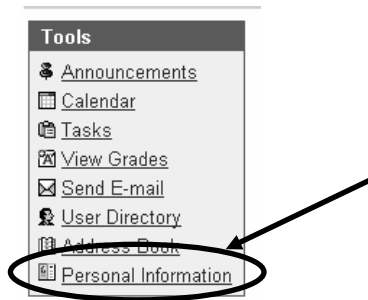 Tools
Announcements
Calendar
Tasks
View Grades
Send E-mail
User Directory
Address Book
Personal Information